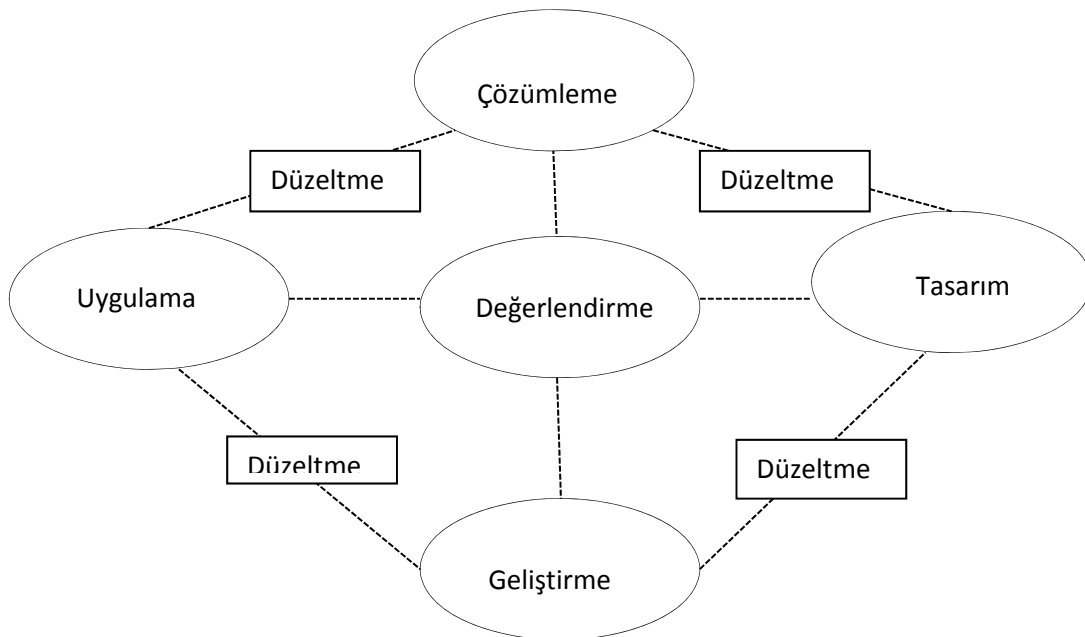 Çözümleme
Düzeltme
Düzeltme
Uygulama
Değerlendirme
Tasarım
Düzeltme
Düzeltme
Geliştirme